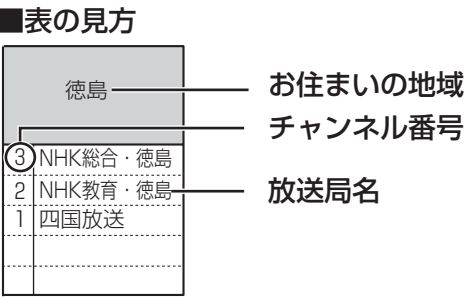 ■表の見方
徳島
お住まいの地域
チャンネル番号
3 NHK総合・徳島
2 NHK教育・徳島
放送局名
1 四国放送